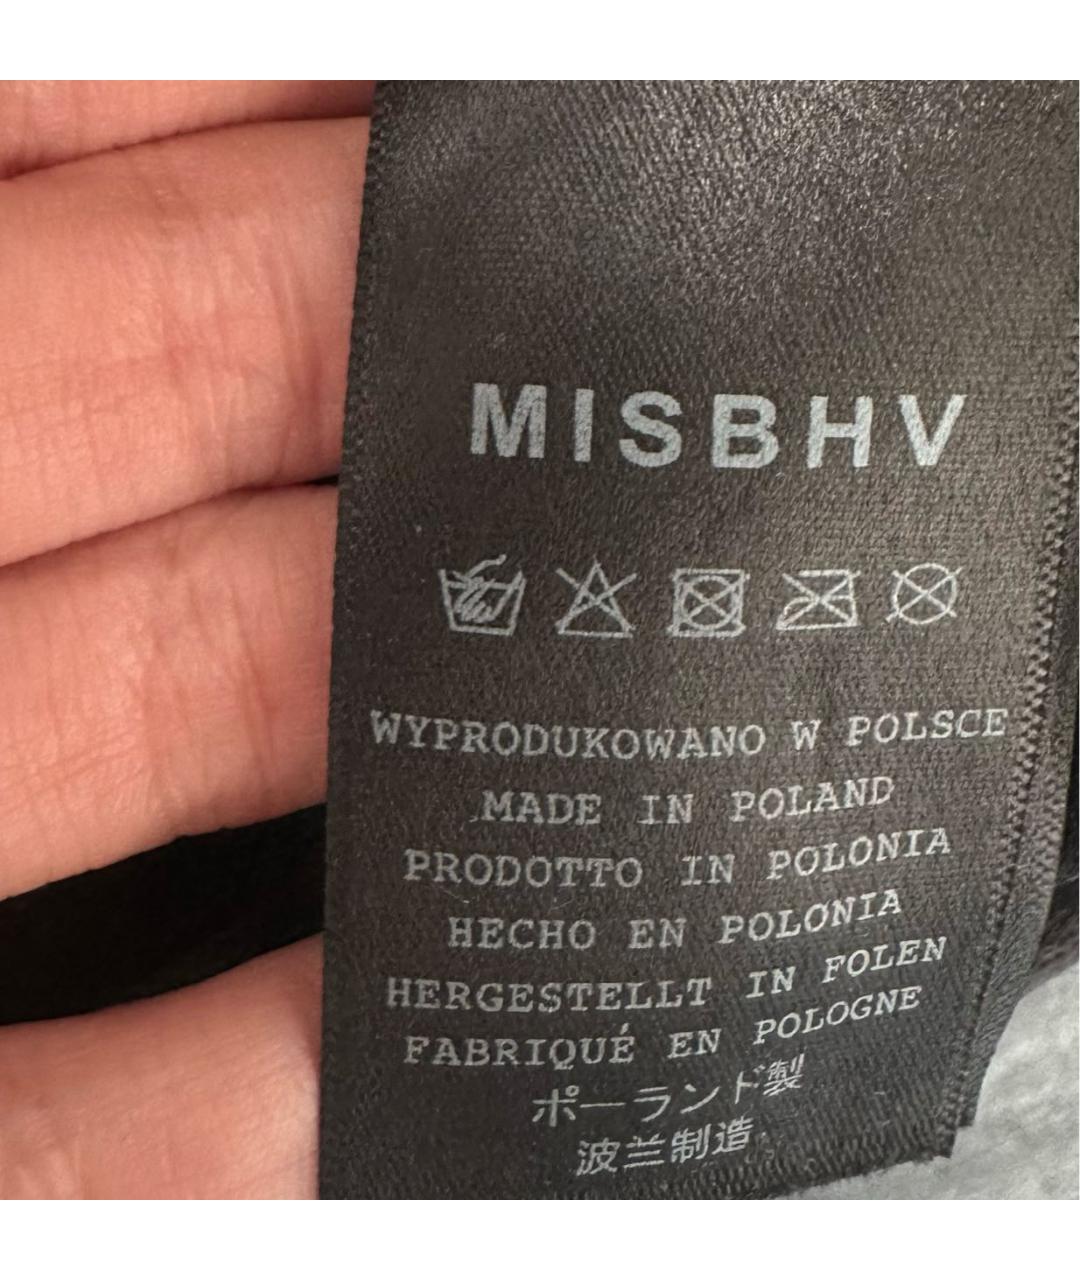 MISBHV
WYPRODUKOWANO W POLSCE
MADE IN POLAND
PRODOTTO IN POLONIA
HECHO EN POLONIA
HERGESTELLT IN FOLEN
FABRIQUÉ EN POLOGNE
ポーランド製
波兰制造